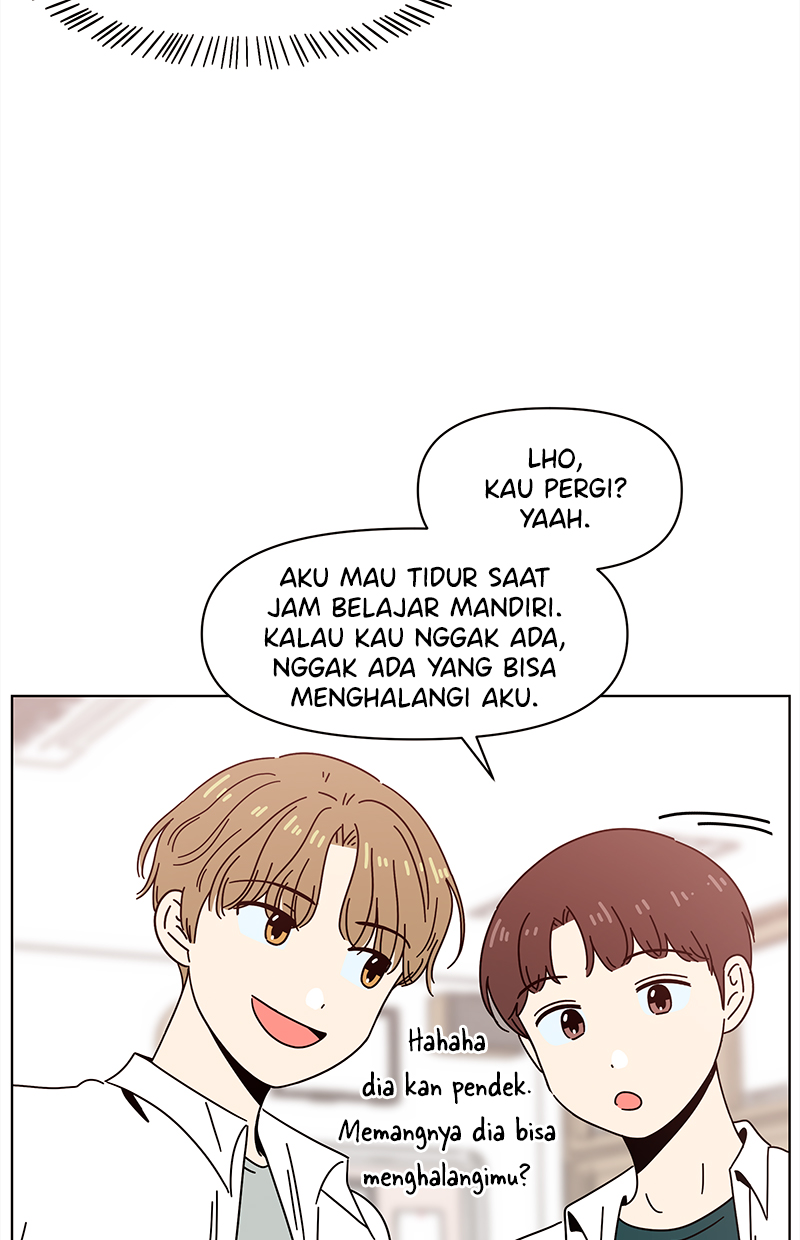 LHO,
KAU PERGI?
YAAH.
AKU MAU TIDUR SAAT
JAM BELAJAR MANDIRI.
KALAU KAU NGGAK ADA,
NGGAK ADA YANG BISA
MENGHALANGI AKU.
Hahaha
dia kan pendek.
Memangnya dia bisa
menghalangimu?